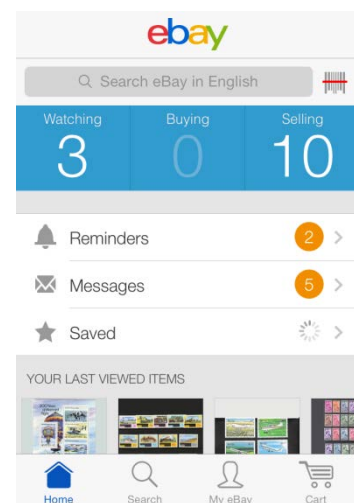 ebay
Search eBay in English
Watching Buying Selling
3 0 10
Reminders 2
Messages 5
Saved
YOUR LAST VIEWED ITEMS
Home Search My eBay Cart